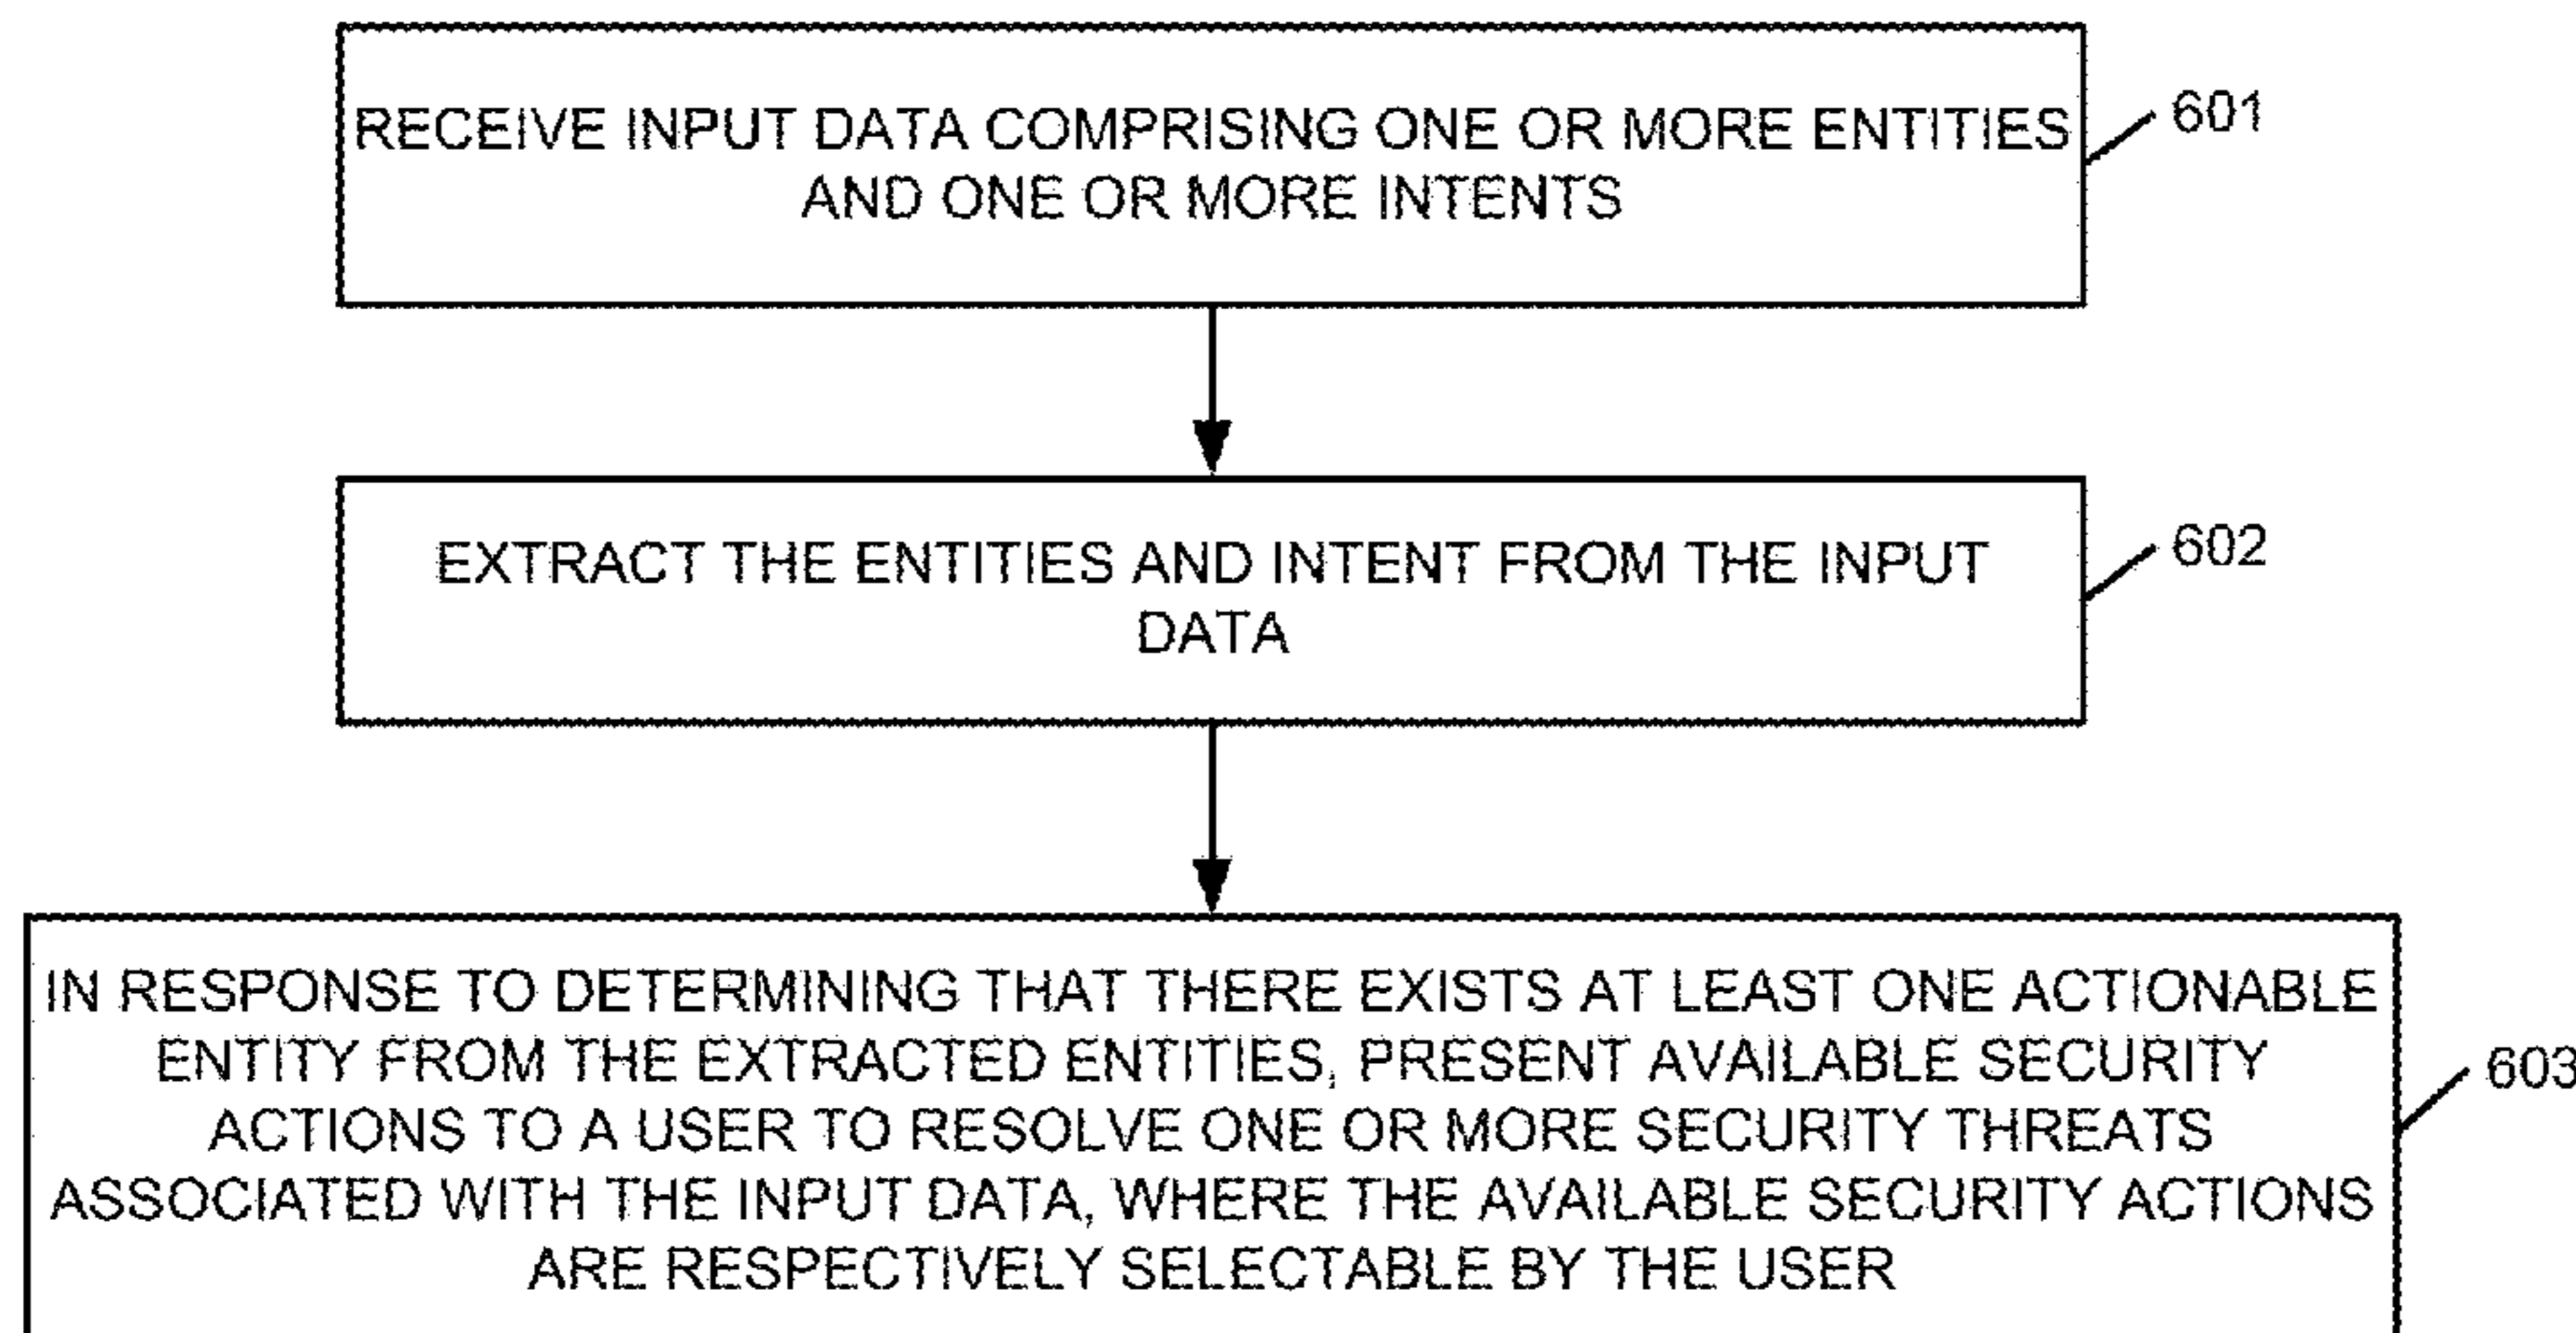 RECEIVE INPUT DATA COMPRISING ONE OR MORE ENTITIES
AND ONE OR MORE INTENTS
601
EXTRACT THE ENTITIES AND INTENT FROM THE INPUT
DATA
602
IN RESPONSE TO DETERMINING THAT THERE EXISTS AT LEAST ONE ACTIONABLE
ENTITY FROM THE EXTRACTED ENTITIES, PRESENT AVAILABLE SECURITY
ACTIONS TO A USER TO RESOLVE ONE OR MORE SECURITY THREATS
ASSOCIATED WITH THE INPUT DATA, WHERE THE AVAILABLE SECURITY ACTIONS
ARE RESPECTIVELY SELECTABLE BY THE USER
603